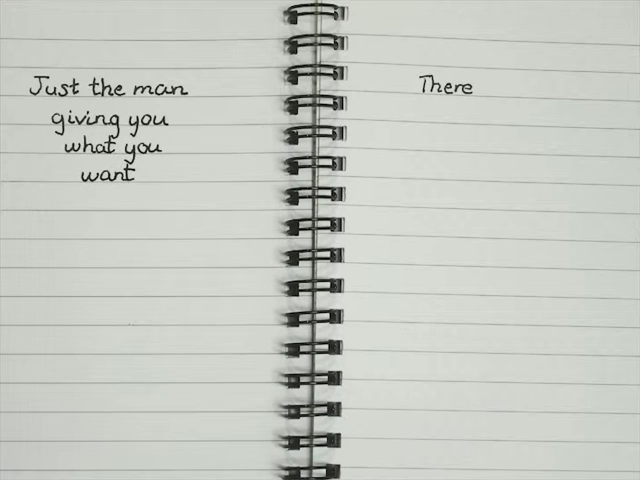 Just the man
giving you
what you
want
There